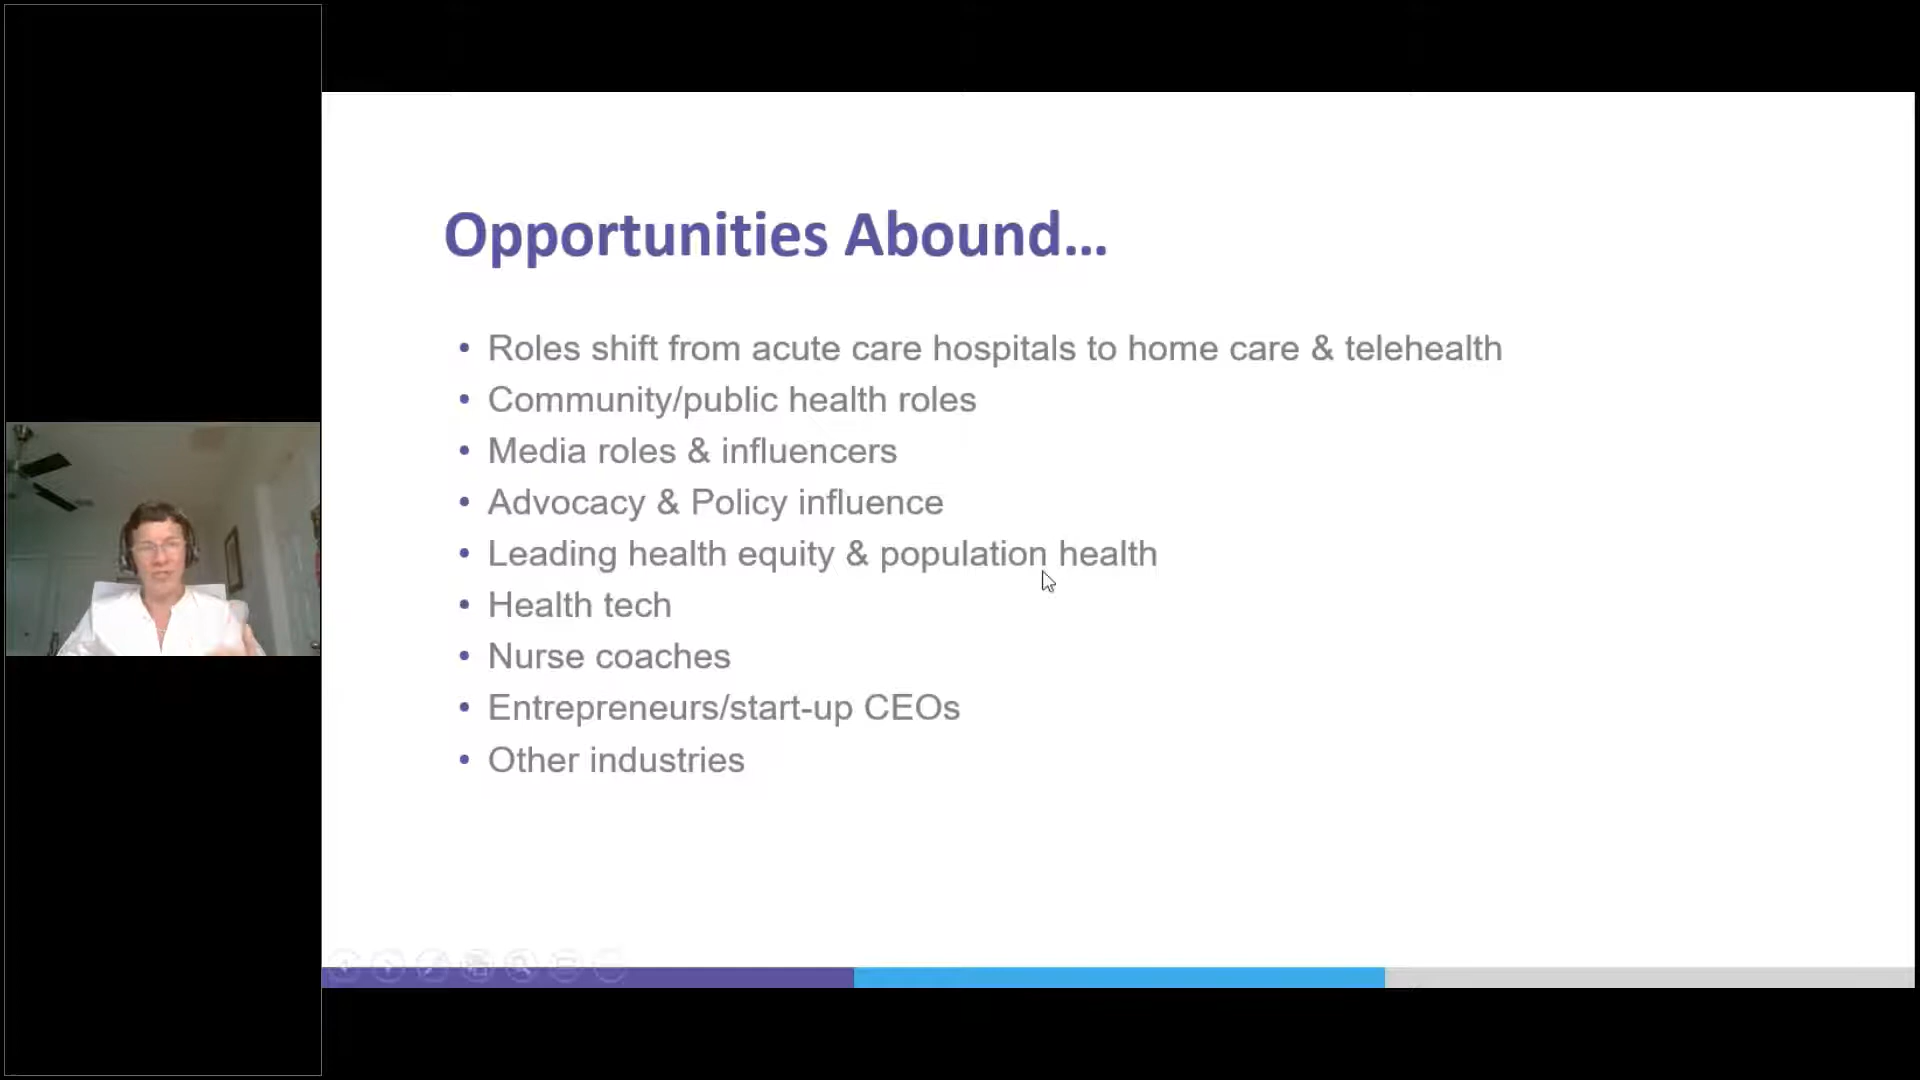 Opportunities Abound...
• Roles shift from acute care hospitals to home care & telehealth
• Community/public health roles
• Media roles & influencers
• Advocacy & Policy influence
• Leading health equity & population health
• Health tech
• Nurse coaches
• Entrepreneurs/start-up CEOs
• Other industries